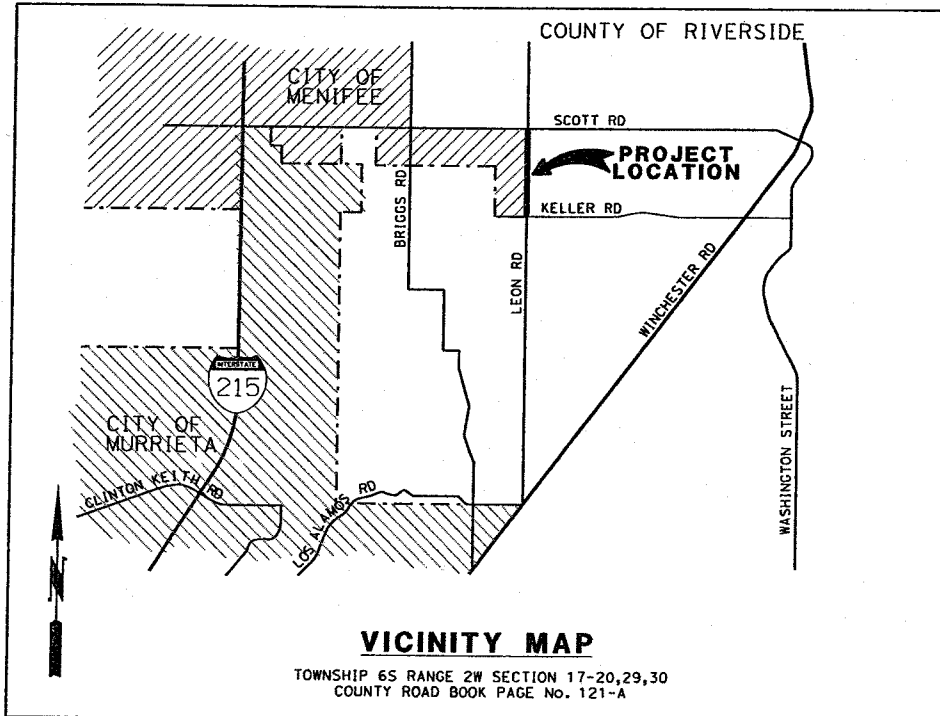 COUNTY OF RIVERSIDE
CITY OF
MENIFEE
SCOTT RD
PROJECT
LOCATION
BRIGGS RD
KELLER RD
LEON RD
WINCHESTER RD
INTERSTATE
215
CITY OF
MURRIETA
CLINTON KEITH RD
LOS ALAMOS RD
WASHINGTON STREET
N
VICINITY MAP
TOWNSHIP 6S RANGE 2W SECTION 17-20,29,30
COUNTY ROAD BOOK PAGE No. 121-A